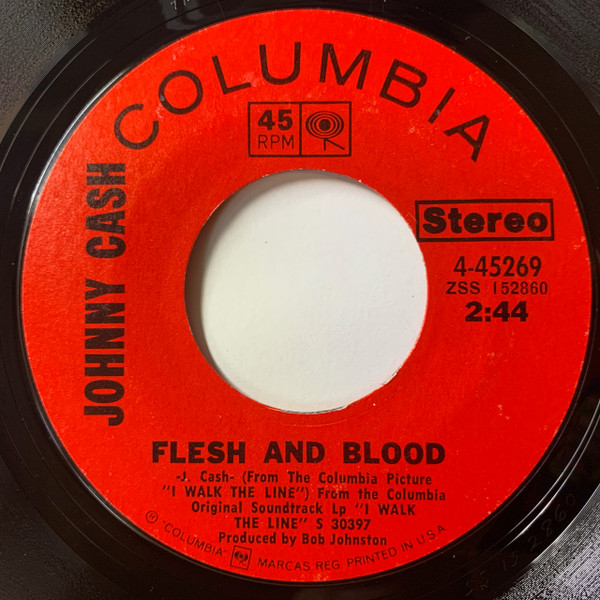 COLUMBIA
45
RPM
JOHNNY CASH
Stereo
4-45269
ZSS 152860
2:44
FLESH AND BLOOD
-J. Cash- (From The Columbia Picture
"I WALK THE LINE") From the Columbia
Original Soundtrack Lp "I WALK
THE LINE" S 30397
Produced by Bob Johnston
℗ "COLUMBIA" MARCAS REG. PRINTED IN U.S.A.